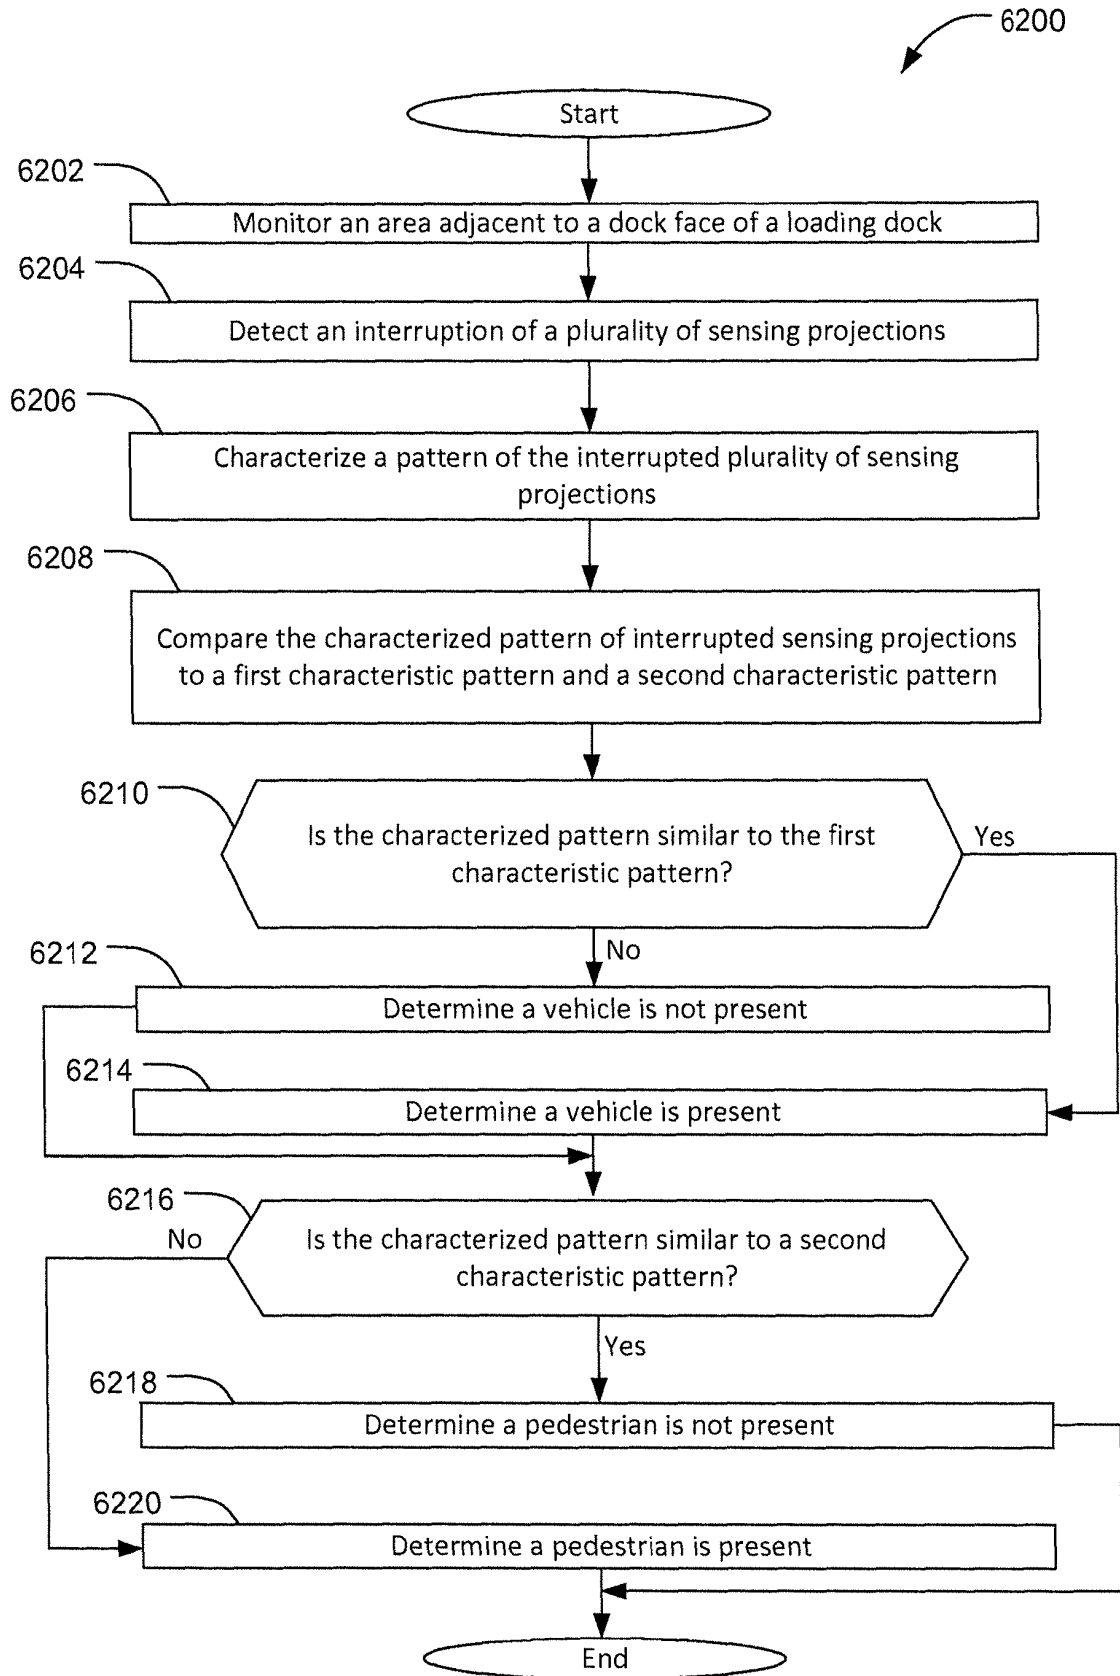 6200
Start
6202
Monitor an area adjacent to a dock face of a loading dock
6204
Detect an interruption of a plurality of sensing projections
6206
Characterize a pattern of the interrupted plurality of sensing
projections
6208
Compare the characterized pattern of interrupted sensing projections
to a first characteristic pattern and a second characteristic pattern
6210
Is the characterized pattern similar to the first
characteristic pattern?
Yes
No
6212
Determine a vehicle is not present
6214
Determine a vehicle is present
6216
No
Is the characterized pattern similar to a second
characteristic pattern?
Yes
6218
Determine a pedestrian is not present
6220
Determine a pedestrian is present
End